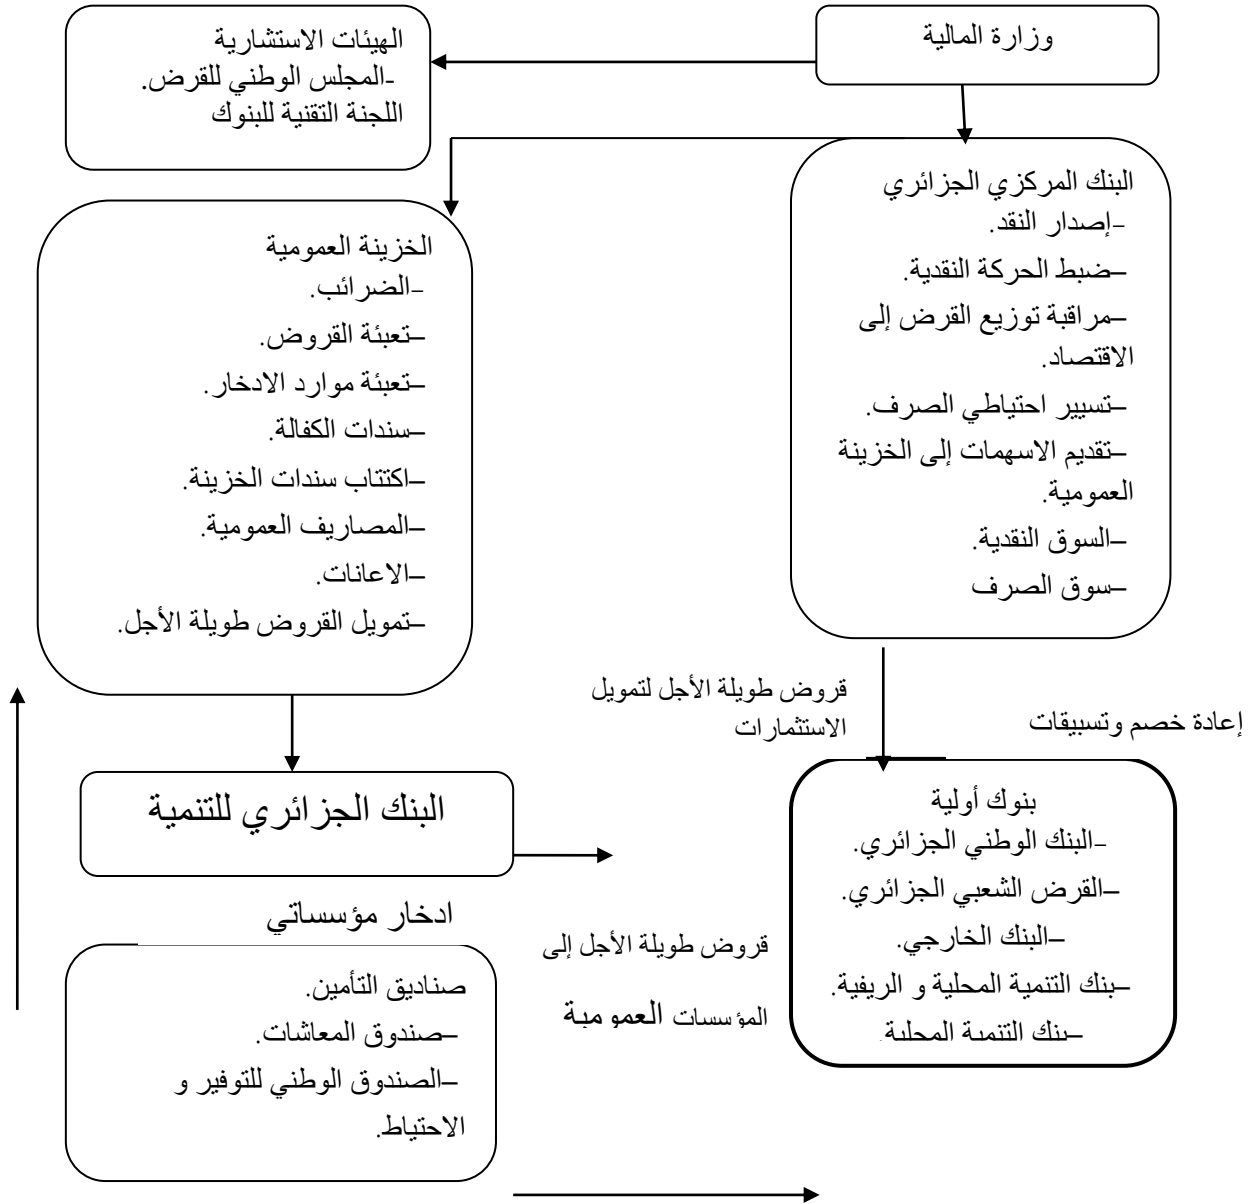 وزارة المالية
الهيئات الاستشارية
-المجلس الوطني للقرض.
اللجنة التقنية للبنوك
البنك المركزي الجزائري
-إصدار النقد.
–ضبط الحركة النقدية.
–مراقبة توزيع القرض إلى
الاقتصاد.
–تسيير احتياطي الصرف.
–تقديم الاسهمات إلى الخزينة
العمومية.
–السوق النقدية.
–سوق الصرف
الخزينة العمومية
-الضرائب.
–تعبئة القروض.
–تعبئة موارد الادخار.
–سندات الكفالة.
–اكتتاب سندات الخزينة.
–المصاريف العمومية.
–الاعانات.
–تمويل القروض طويلة الأجل.
إعادة خصم وتسبيقات
قروض طويلة الأجل لتمويل
الاستثمارات
بنوك أولية
-البنك الوطني الجزائري.
–القرض الشعبي الجزائري.
–البنك الخارجي.
–بنك التنمية المحلية و الريفية.
–بنك التنمية المحلية.
البنك الجزائري للتنمية
قروض طويلة الأجل إلى
المؤسسات العمومية
ادخار مؤسساتي
صناديق التأمين.
–صندوق المعاشات.
–الصندوق الوطني للتوفير و
الاحتياط.